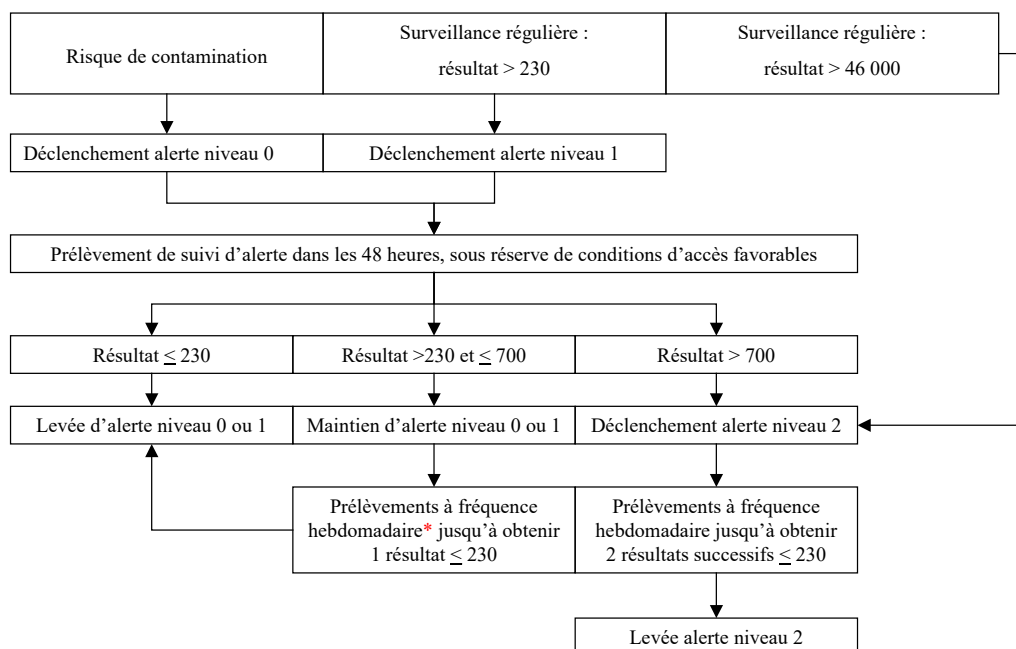 Risque de contamination
Surveillance régulière :
résultat > 230
Surveillance régulière :
résultat > 46 000
Déclenchement alerte niveau 0
Déclenchement alerte niveau 1
Prélèvement de suivi d’alerte dans les 48 heures, sous réserve de conditions d’accès favorables
Résultat ≤ 230
Résultat >230 et ≤ 700
Résultat > 700
Levée d’alerte niveau 0 ou 1
Maintien d’alerte niveau 0 ou 1
Déclenchement alerte niveau 2
Prélèvements à fréquence
hebdomadaire* jusqu’à obtenir
1 résultat ≤ 230
Prélèvements à fréquence
hebdomadaire jusqu’à obtenir
2 résultats successifs ≤ 230
Levée alerte niveau 2